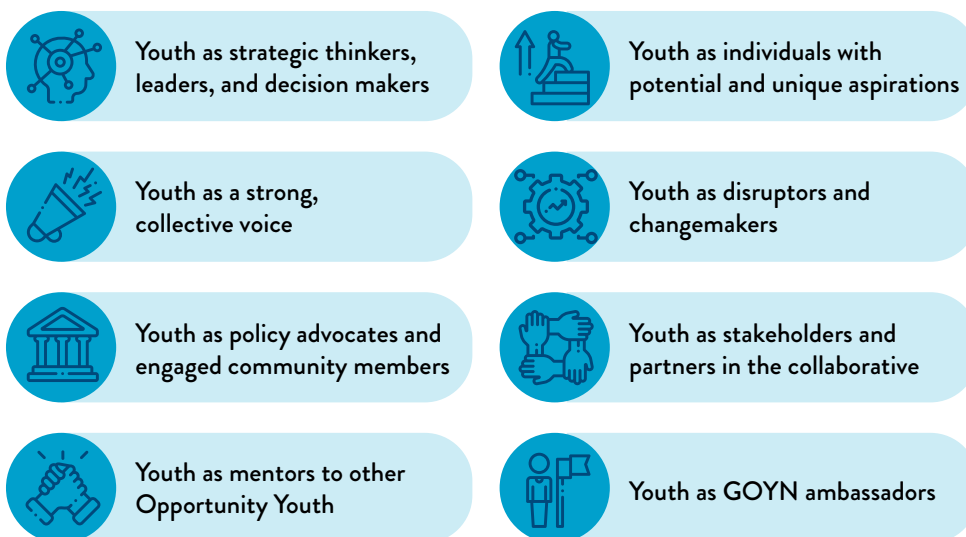 Youth as strategic thinkers,
leaders, and decision makers
Youth as individuals with
potential and unique aspirations
Youth as a strong,
collective voice
Youth as disruptors and
changemakers
Youth as policy advocates and
engaged community members
Youth as stakeholders and
partners in the collaborative
Youth as mentors to other
Opportunity Youth
Youth as GOYN ambassadors